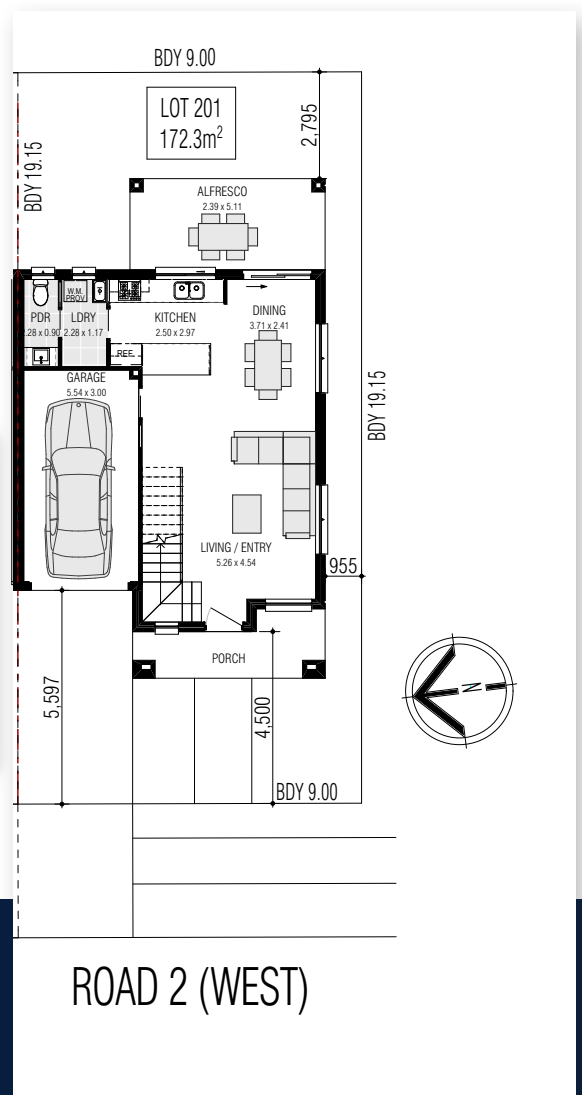 BDY 9.00
LOT 201
172.3m²
2,795
BDY 19.15
ALFRESCO
2.39 x 5.11
W.M.
PROV
PDR
2.28 x 0.90
LDRY
2.28 x 1.17
KITCHEN
2.50 x 2.97
DINING
3.71 x 2.41
REF.
GARAGE
5.54 x 3.00
BDY 19.15
LIVING / ENTRY
5.26 x 4.54
955
PORCH
N
5,597
4,500
BDY 9.00
ROAD 2 (WEST)